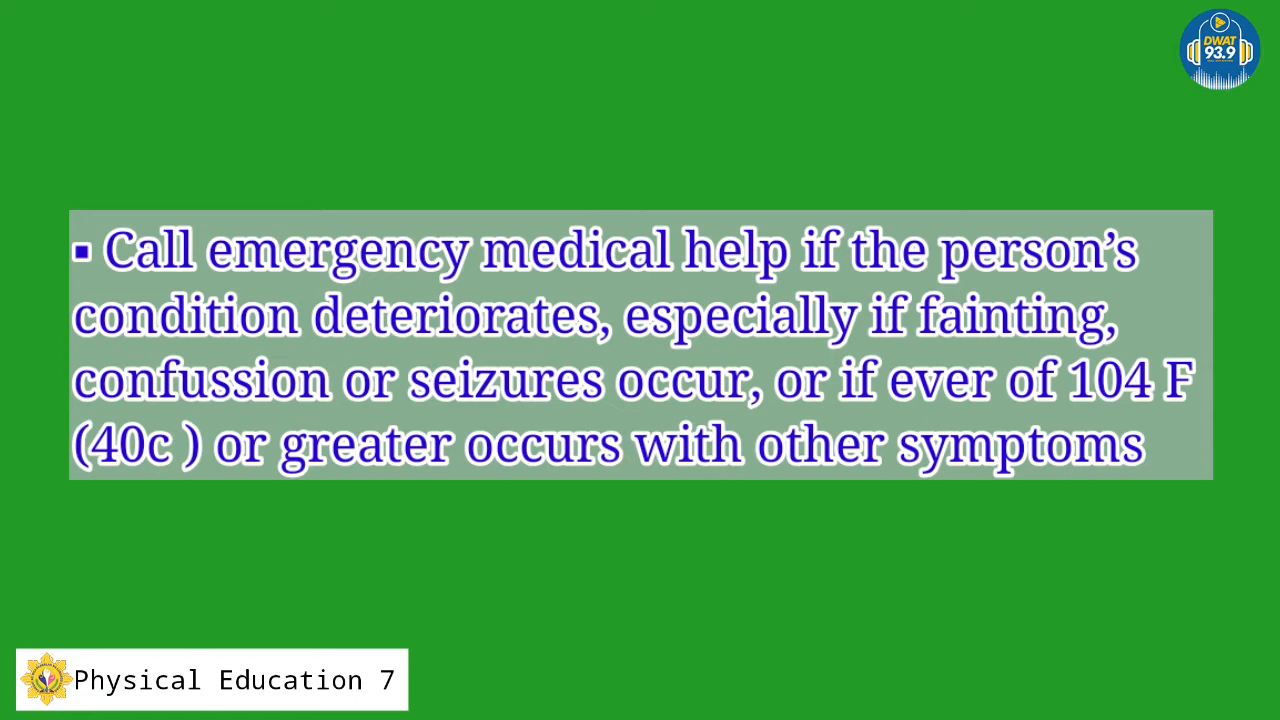 DWAT
93.9
▪ Call emergency medical help if the person’s
condition deteriorates, especially if fainting,
confussion or seizures occur, or if ever of 104 F
(40c ) or greater occurs with other symptoms
Physical Education 7